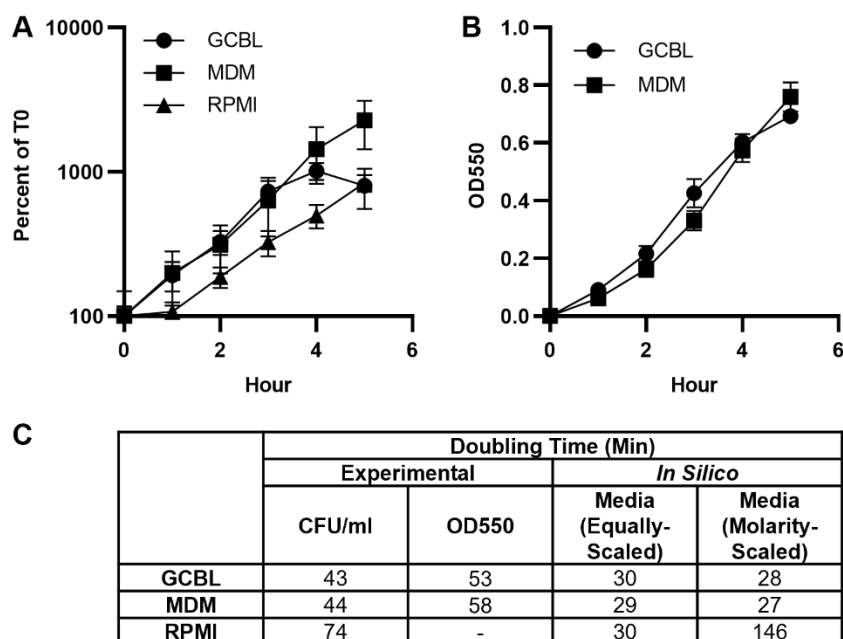 A
10000
1000
100
Percent of T0
GCBL
MDM
RPMI
0 2 4 6
Hour
B
1.0
0.8
0.6
0.4
0.2
0.0
OD550
GCBL
MDM
0 2 4 6
Hour
C
Doubling Time (Min)
Experimental In Silico
CFU/ml OD550 Media (Equally-Scaled) Media (Molarity-Scaled)
GCBL 43 53 30 28
MDM 44 58 29 27
RPMI 74 - 30 146